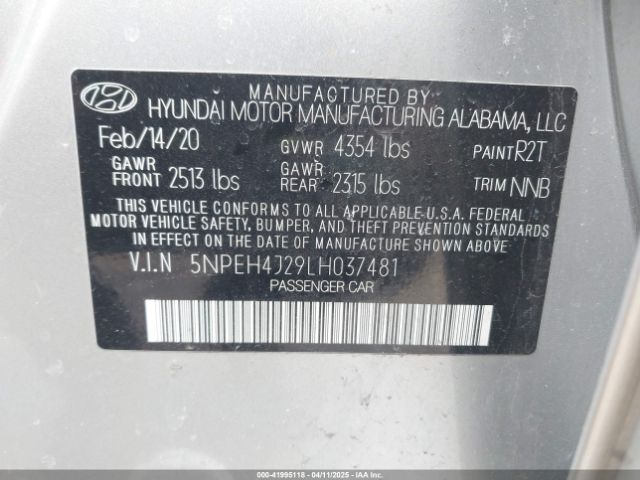 MANUFACTURED BY
HYUNDAI MOTOR MANUFACTURING ALABAMA, LLC
Feb/14/20 GVWR 4354 lbs PAINT R2T
GAWR FRONT 2513 lbs GAWR REAR 2315 lbs TRIM NNB
THIS VEHICLE CONFORMS TO ALL APPLICABLE U.S.A. FEDERAL
MOTOR VEHICLE SAFETY, BUMPER, AND THEFT PREVENTION STANDARDS
IN EFFECT ON THE DATE OF MANUFACTURE SHOWN ABOVE.
V.I.N 5NPEH4J29LH037481
PASSENGER CAR
000-41995118 - 04/11/2025 - IAAI.COM